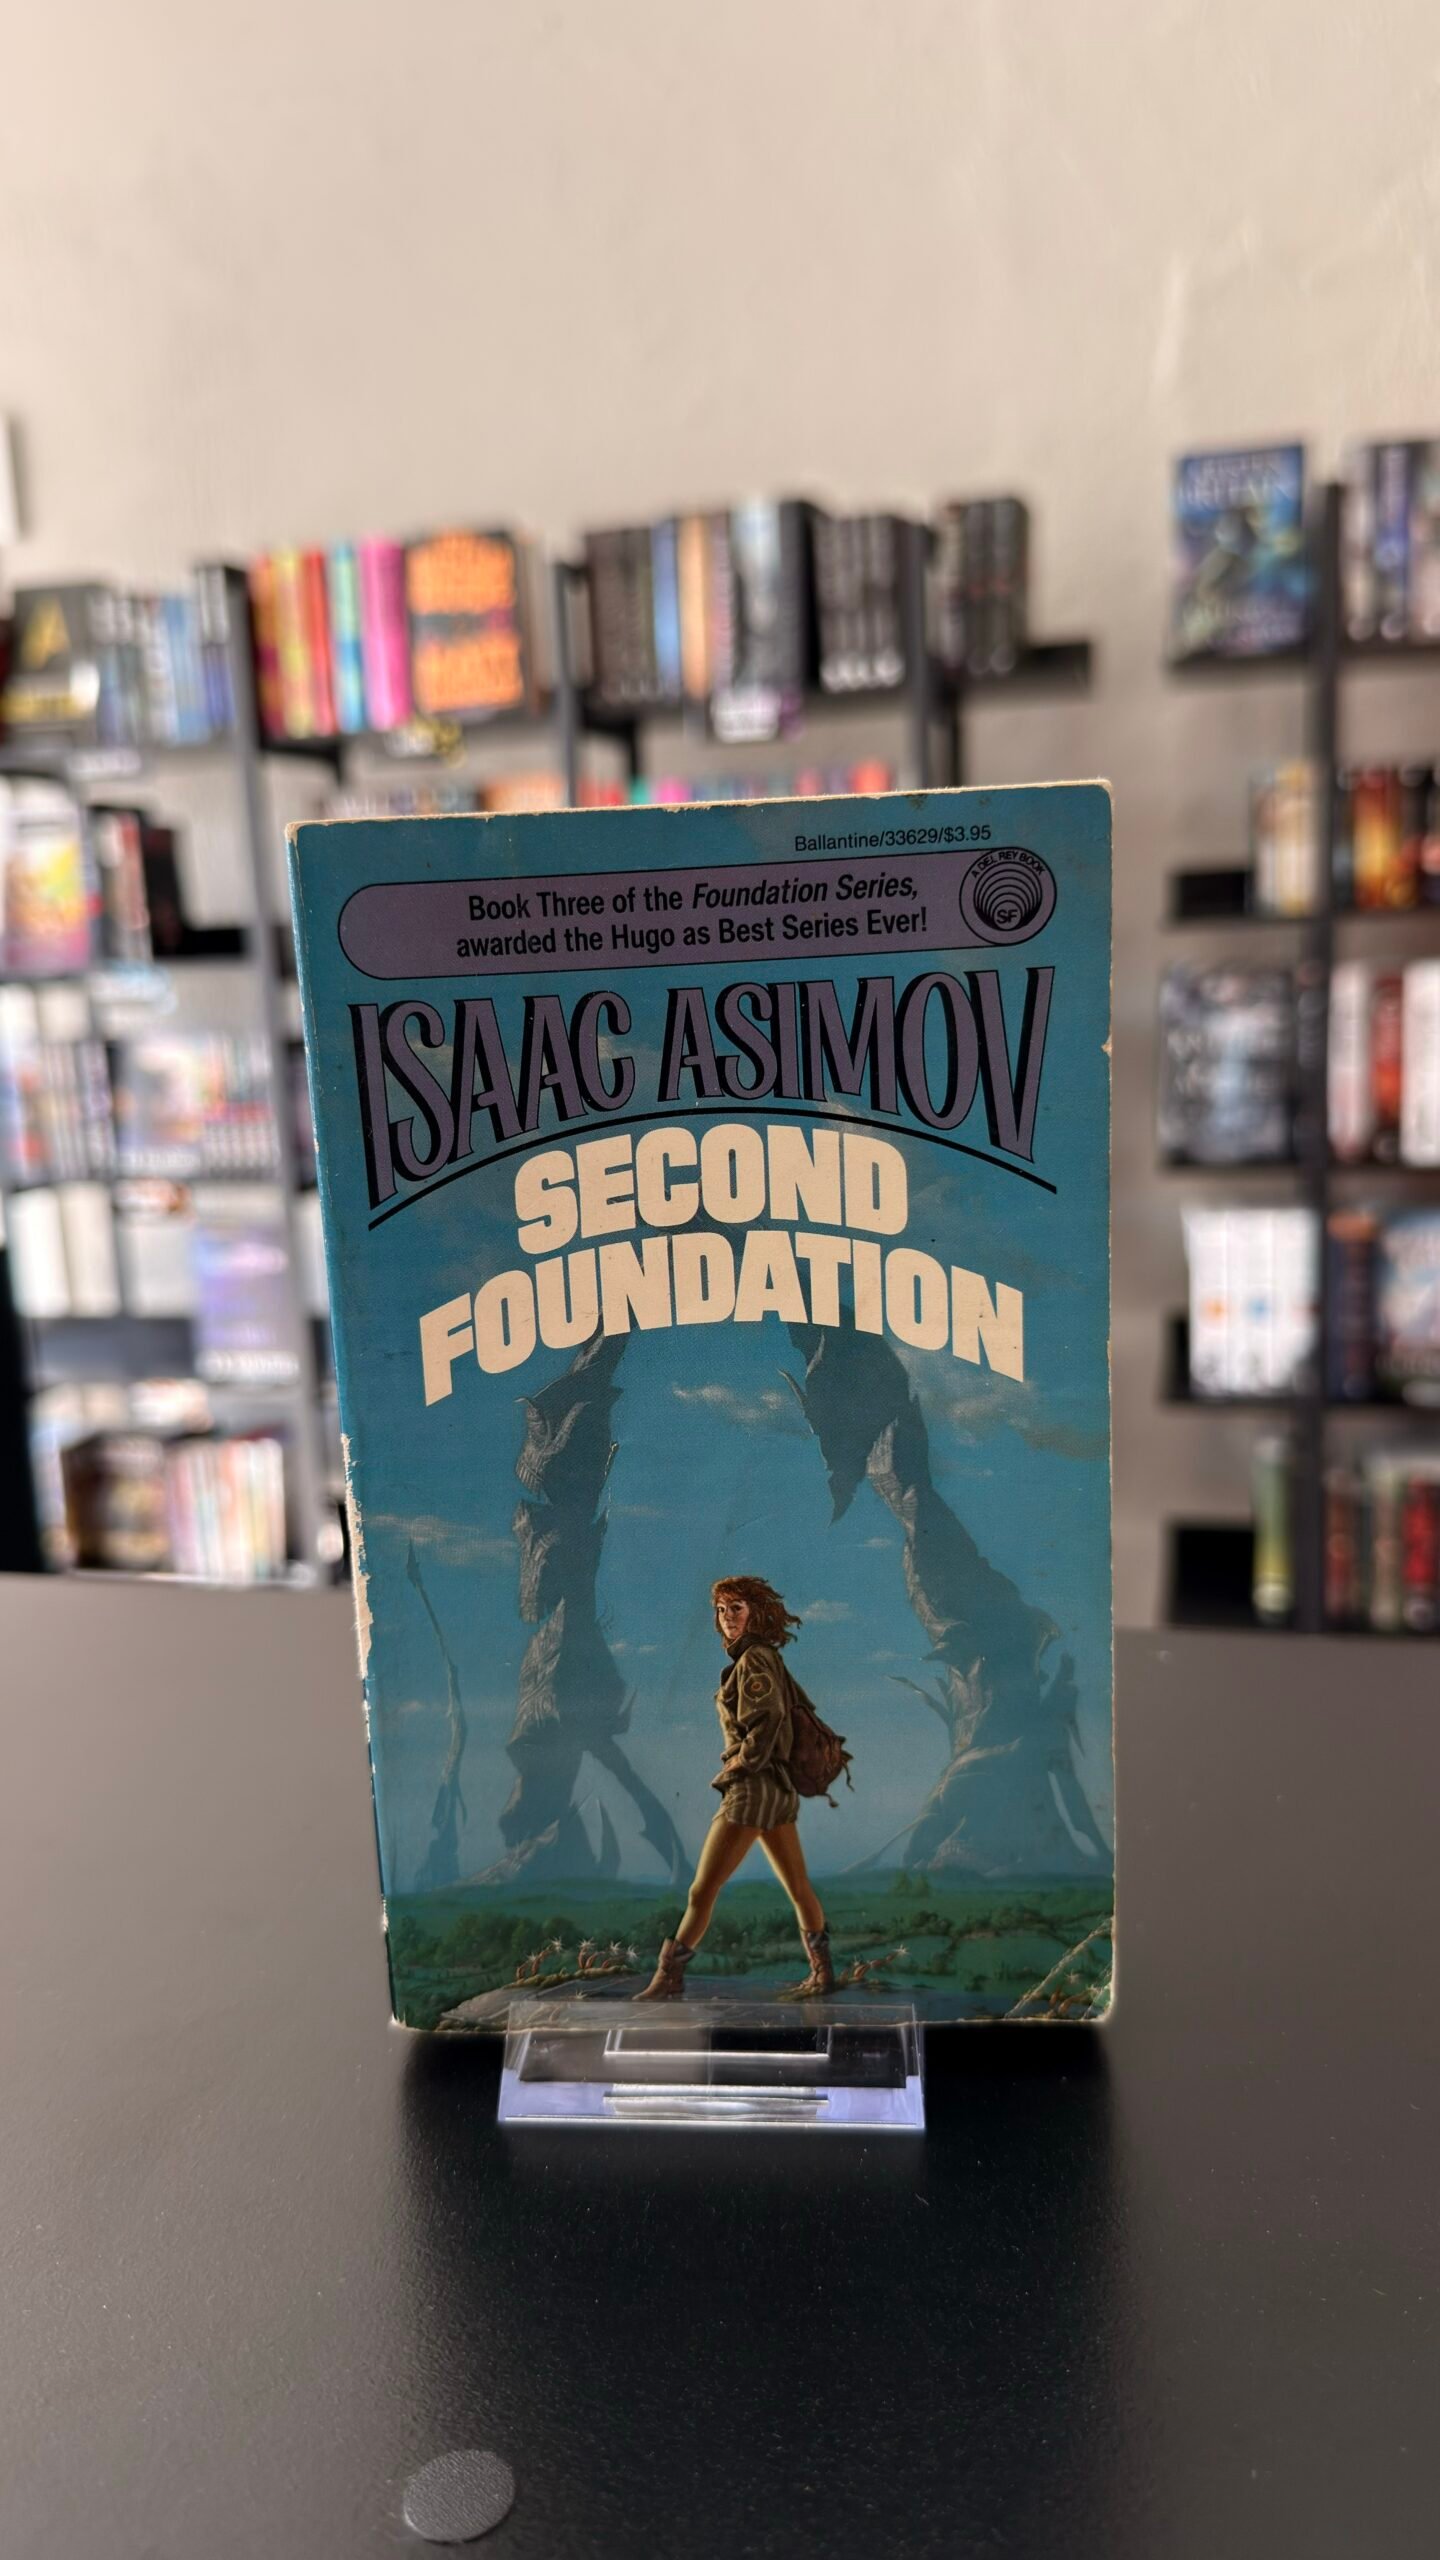 Ballantine/33629/$3.95
Book Three of the Foundation Series,
awarded the Hugo as Best Series Ever!
A DEL REY BOOK
SF
ISAAC ASIMOV
SECOND
FOUNDATION